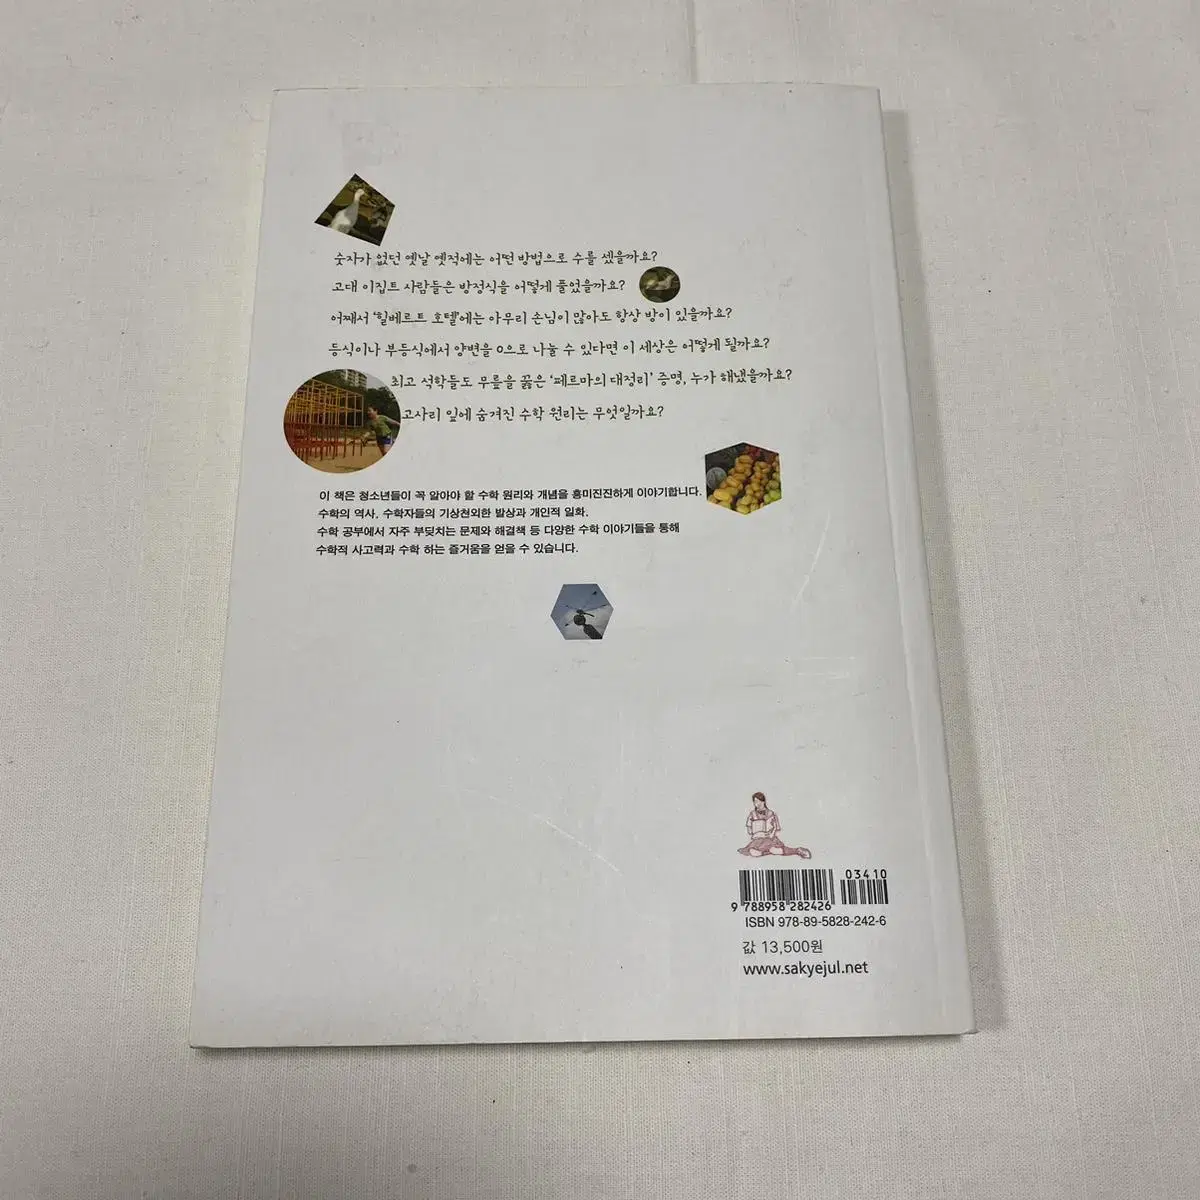 숫자가 없던 옛날 옛적에는 어떤 방법으로 수를 셌을까요?
고대 이집트 사람들은 방정식을 어떻게 풀었을까요?
어째서 '힐베르트 호텔'에는 아무리 손님이 많아도 항상 방이 있을까요?
등식이나 부등식에서 양변을 0으로 나눌 수 있다면 이 세상은 어떻게 될까요?
최고 석학들도 무릎을 꿇은 '페르마의 대정리' 증명, 누가 해냈을까요?
고사리 잎에 숨겨진 수학 원리는 무엇일까요?
이 책은 청소년들이 꼭 알아야 할 수학 원리와 개념을 흥미진진하게 이야기합니다.
수학의 역사, 수학자들의 기상천외한 발상과 개인적 일화,
수학 공부에서 자주 부딪치는 문제와 해결책 등 다양한 수학 이야기들을 통해
수학적 사고력과 수학 하는 즐거움을 얻을 수 있습니다.
03410
9 788958 282426
ISBN 978-89-5828-242-6
값 13,500원
www.sakyejul.net